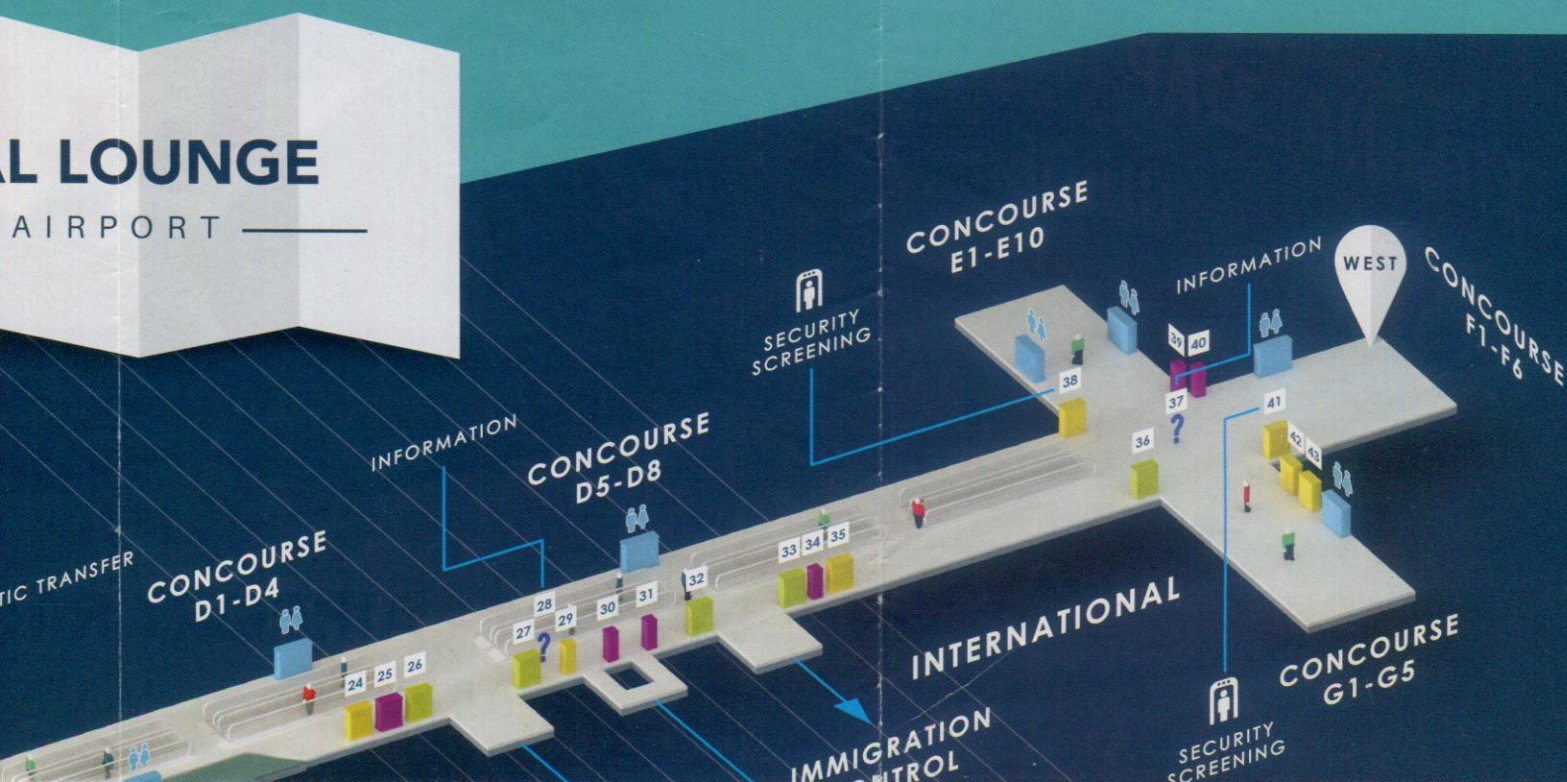 AL LOUNGE
AIRPORT
CONCOURSE
E1-E10
INFORMATION
WEST
CONCOURSE
F1-F6
SECURITY
SCREENING
39 40
38
37
41
36
42 43
INFORMATION
CONCOURSE
D5-D8
33 34 35
32
31
30
29
28
27
TIC TRANSFER
CONCOURSE
D1-D4
26
25
24
INTERNATIONAL
CONCOURSE
G1-G5
IMMIGRATION
NTROL
SECURITY
SCREENING